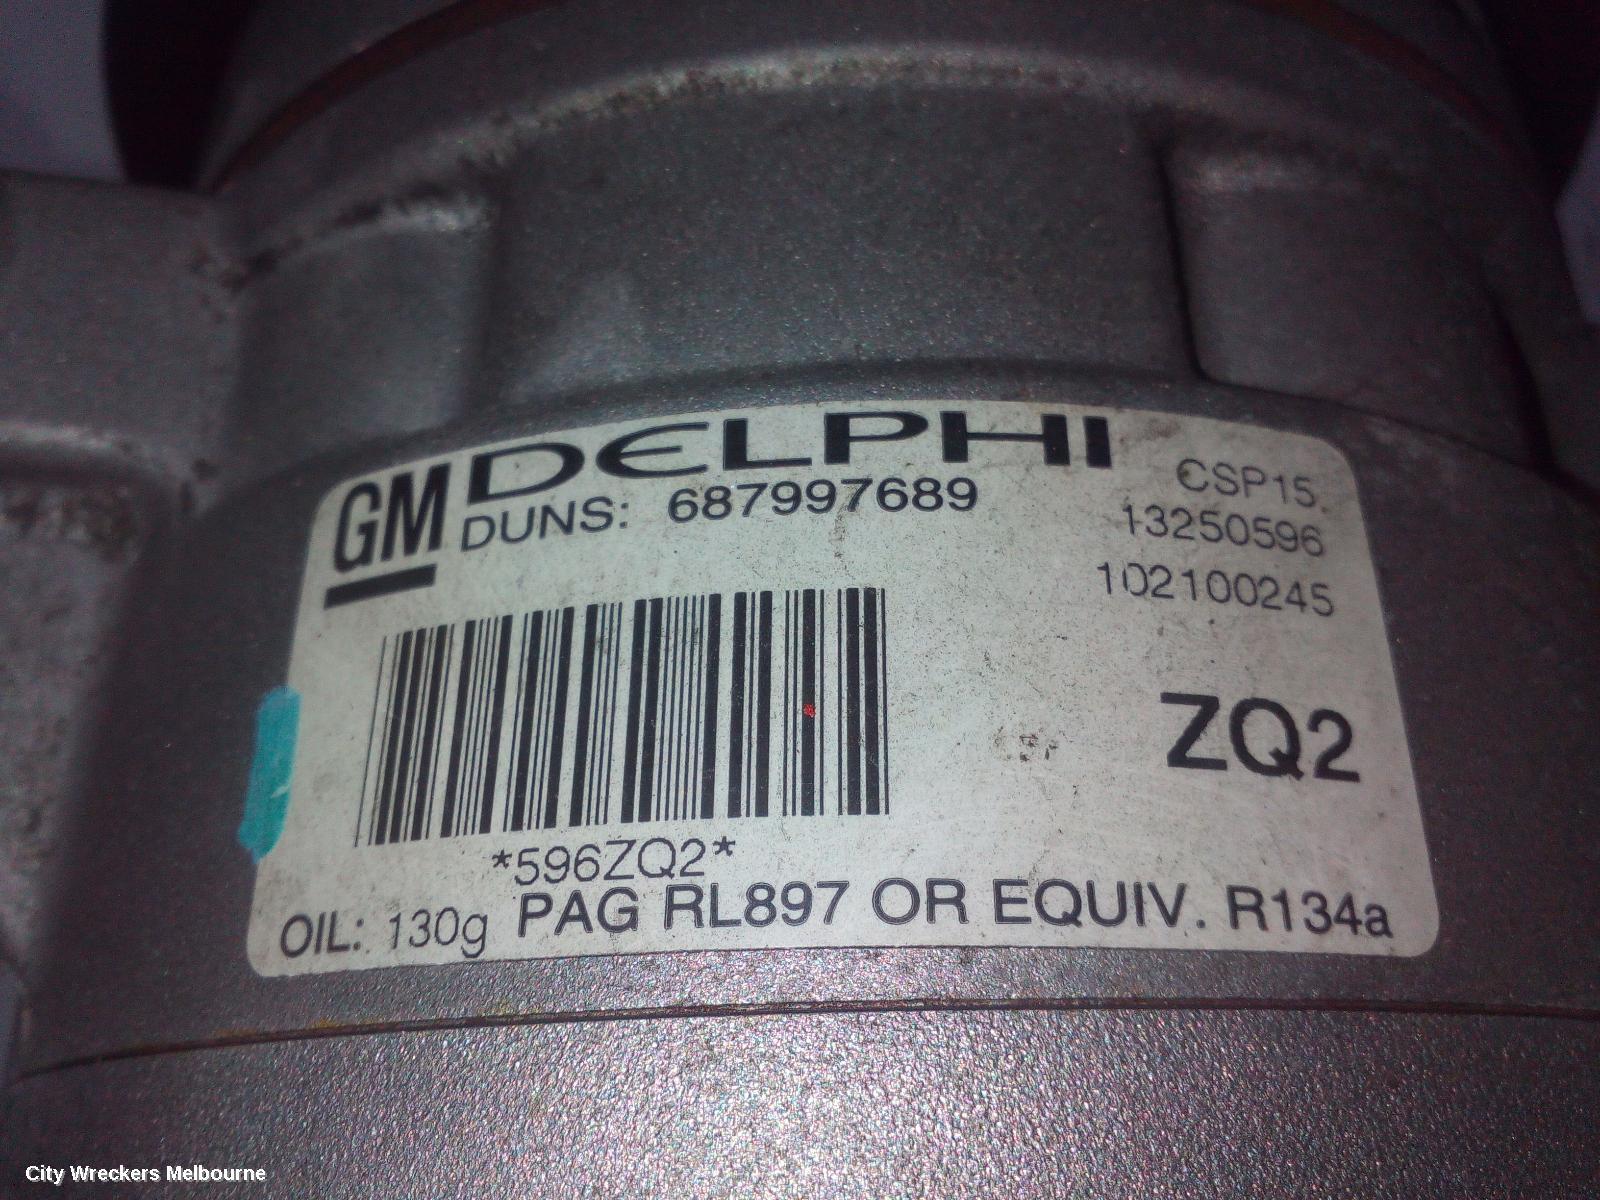 GM DELPHI
DUNS: 687997689
CSP15.
13250596
102100245
ZQ2
*596ZQ2*
OIL: 130g PAG RL897 OR EQUIV. R134a
City Wreckers Melbourne